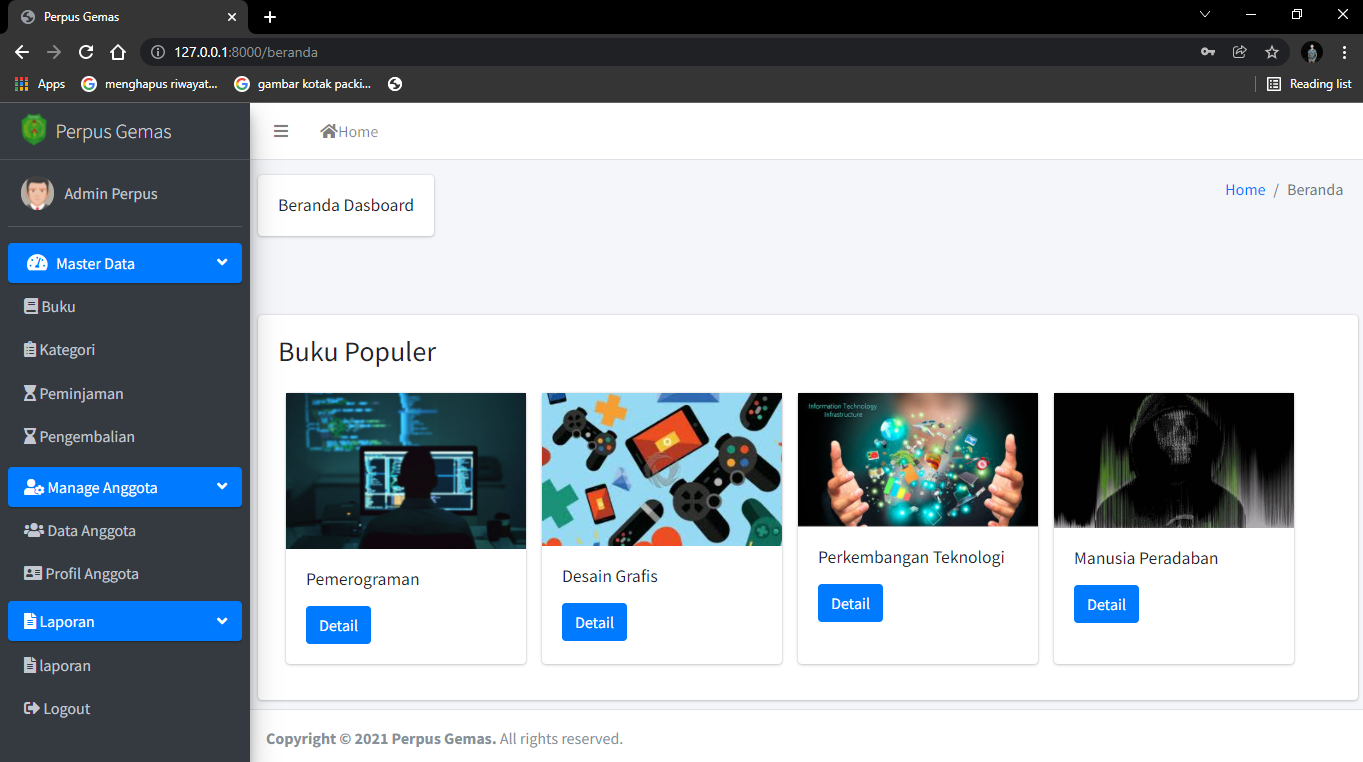 Perpus Gemas
127.0.0.1:8000/beranda
Apps
menghapus riwayat...
gambar kotak packi...
Reading list
Perpus Gemas
Admin Perpus
Master Data
Buku
Kategori
Peminjaman
Pengembalian
Manage Anggota
Data Anggota
Profil Anggota
Laporan
laporan
Logout
Home
Beranda Dasboard
Home / Beranda
Buku Populer
Pemerograman
Detail
Desain Grafis
Detail
Information Technology
Infrastructure
Perkembangan Teknologi
Detail
Manusia Peradaban
Detail
Copyright © 2021 Perpus Gemas. All rights reserved.